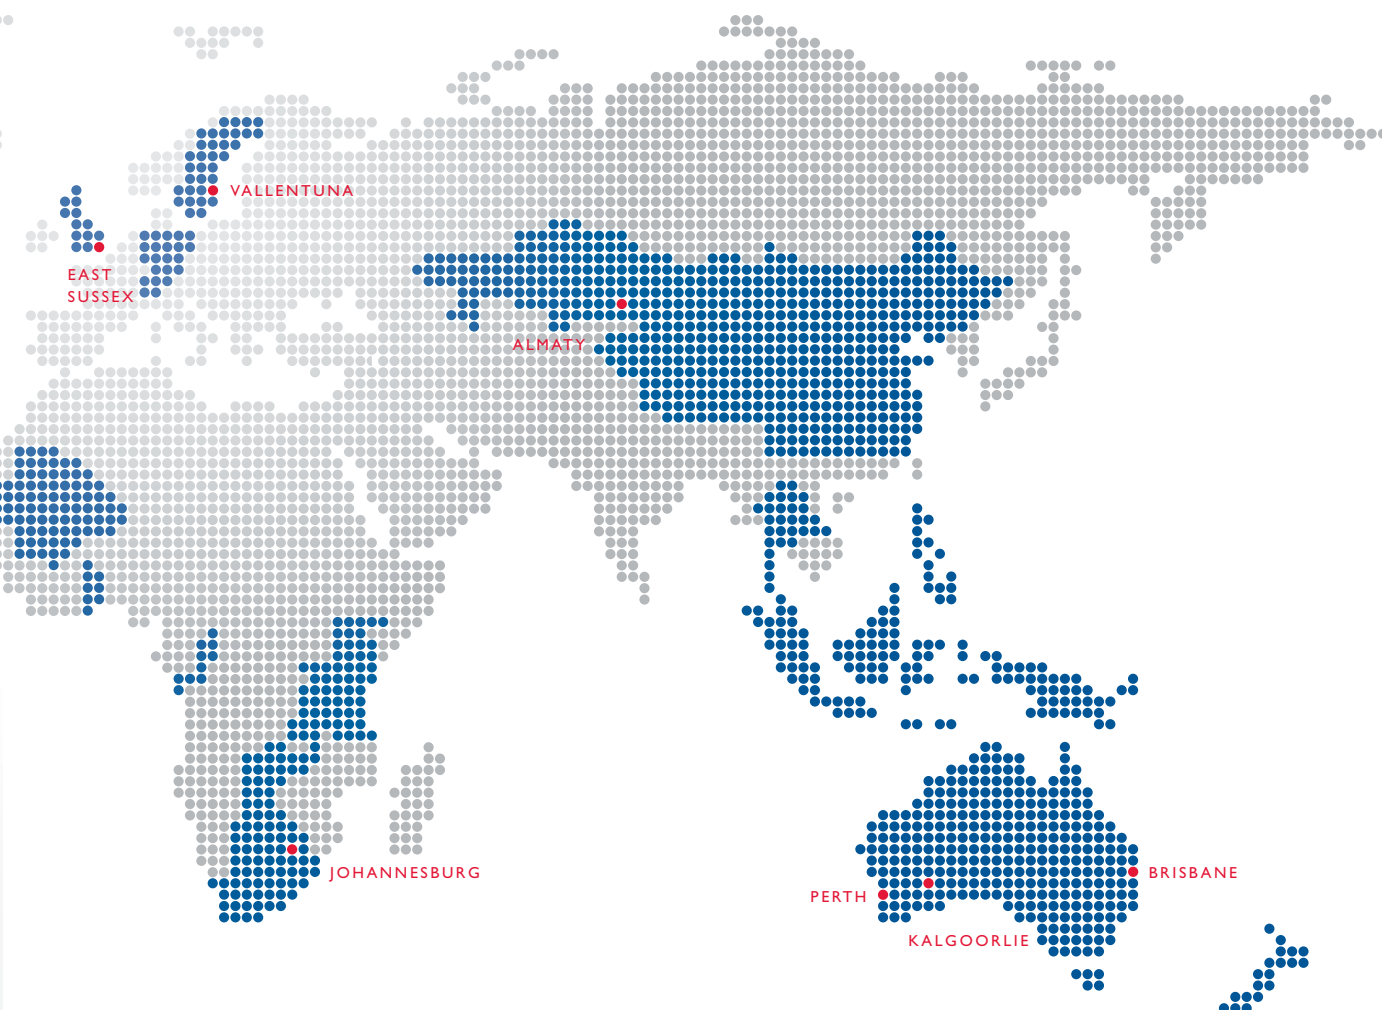 VALLENTUNA
EAST
SUSSEX
ALMATY
JOHANNESBURG
PERTH
BRISBANE
KALGOORLIE